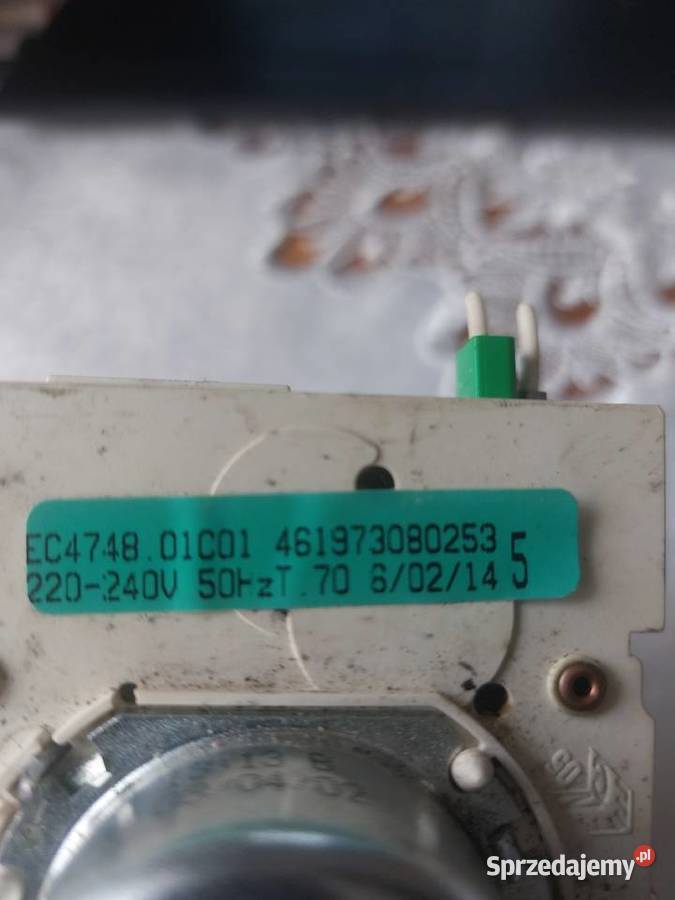 EC4748.01C01 461973080253 5
220-240V 50HzT.70 6/02/14
Sprzedajemy.pl